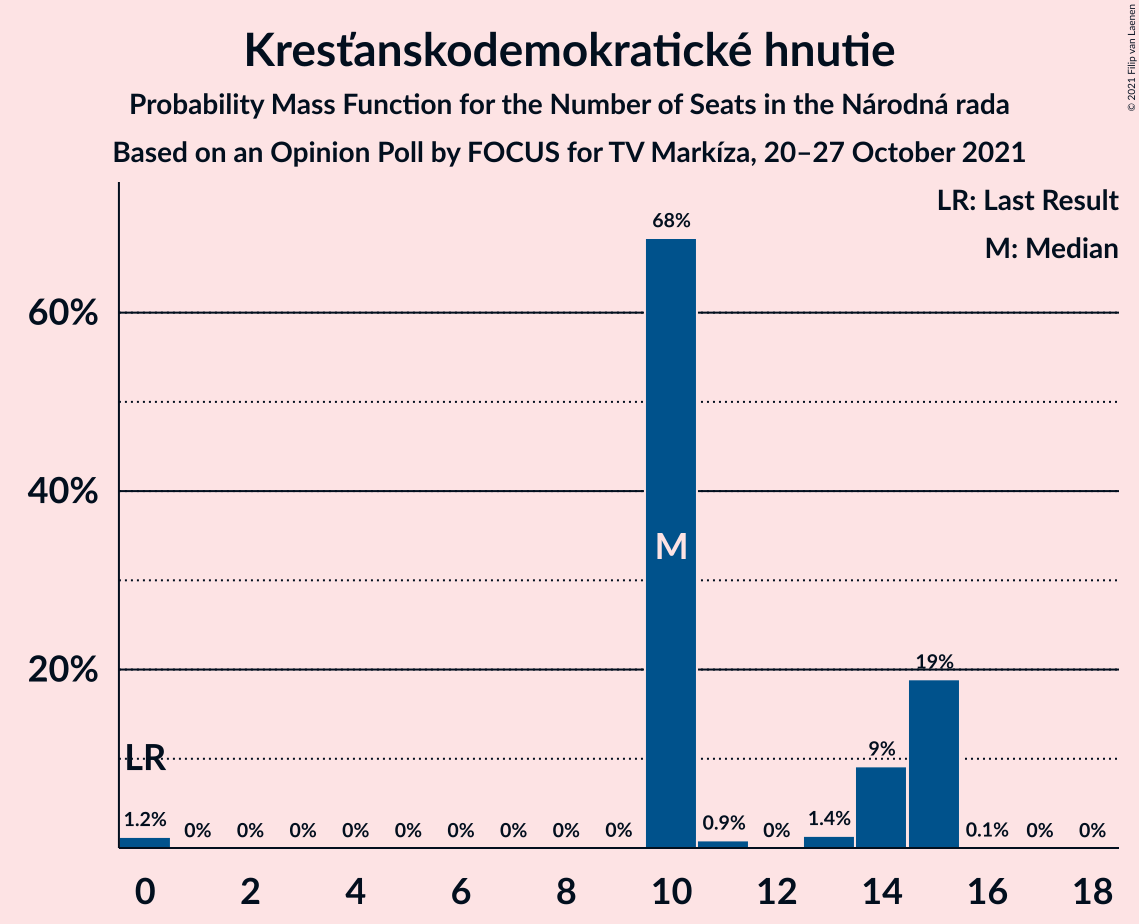 Kresťanskodemokratické hnutie
Probability Mass Function for the Number of Seats in the Národná rada
Based on an Opinion Poll by FOCUS for TV Markíza, 20–27 October 2021
© 2021 Filip van Laenen
LR: Last Result
M: Median
68%
60%
40%
M
20%
19%
9%
LR
1.2% 0% 0% 0% 0% 0% 0% 0% 0% 0% 0.9% 0% 1.4% 0.1% 0% 0%
0 2 4 6 8 10 12 14 16 18